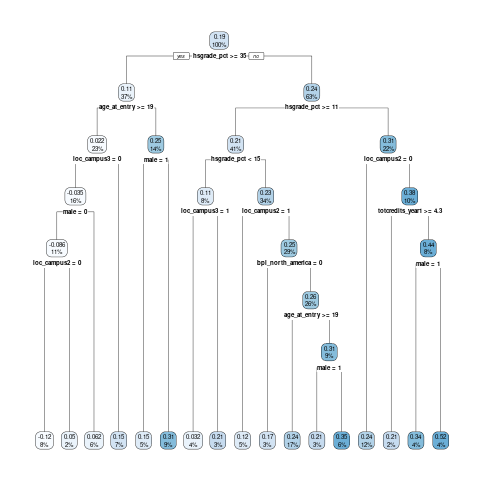 0.19
100%
yes hsgrade_pct >= 35 no
0.11
37%
0.24
63%
age_at_entry >= 19
hsgrade_pct >= 11
0.022
23%
0.25
14%
0.21
41%
0.31
22%
loc_campus3 = 0
male = 1
hsgrade_pct < 15
loc_campus2 = 0
-0.035
16%
0.11
8%
0.23
34%
0.38
10%
male = 0
loc_campus3 = 1
loc_campus2 = 1
totcredits_year1 >= 4.3
-0.086
11%
0.25
29%
0.44
8%
loc_campus2 = 0
bpl_north_america = 0
male = 1
0.26
26%
age_at_entry >= 19
0.31
9%
male = 1
-0.12 0.05 0.062 0.15 0.15 0.31 0.032 0.21 0.12 0.17 0.24 0.21 0.35 0.24 0.21 0.34 0.52
8% 2% 6% 7% 5% 9% 4% 3% 5% 3% 17% 3% 6% 12% 2% 4% 4%